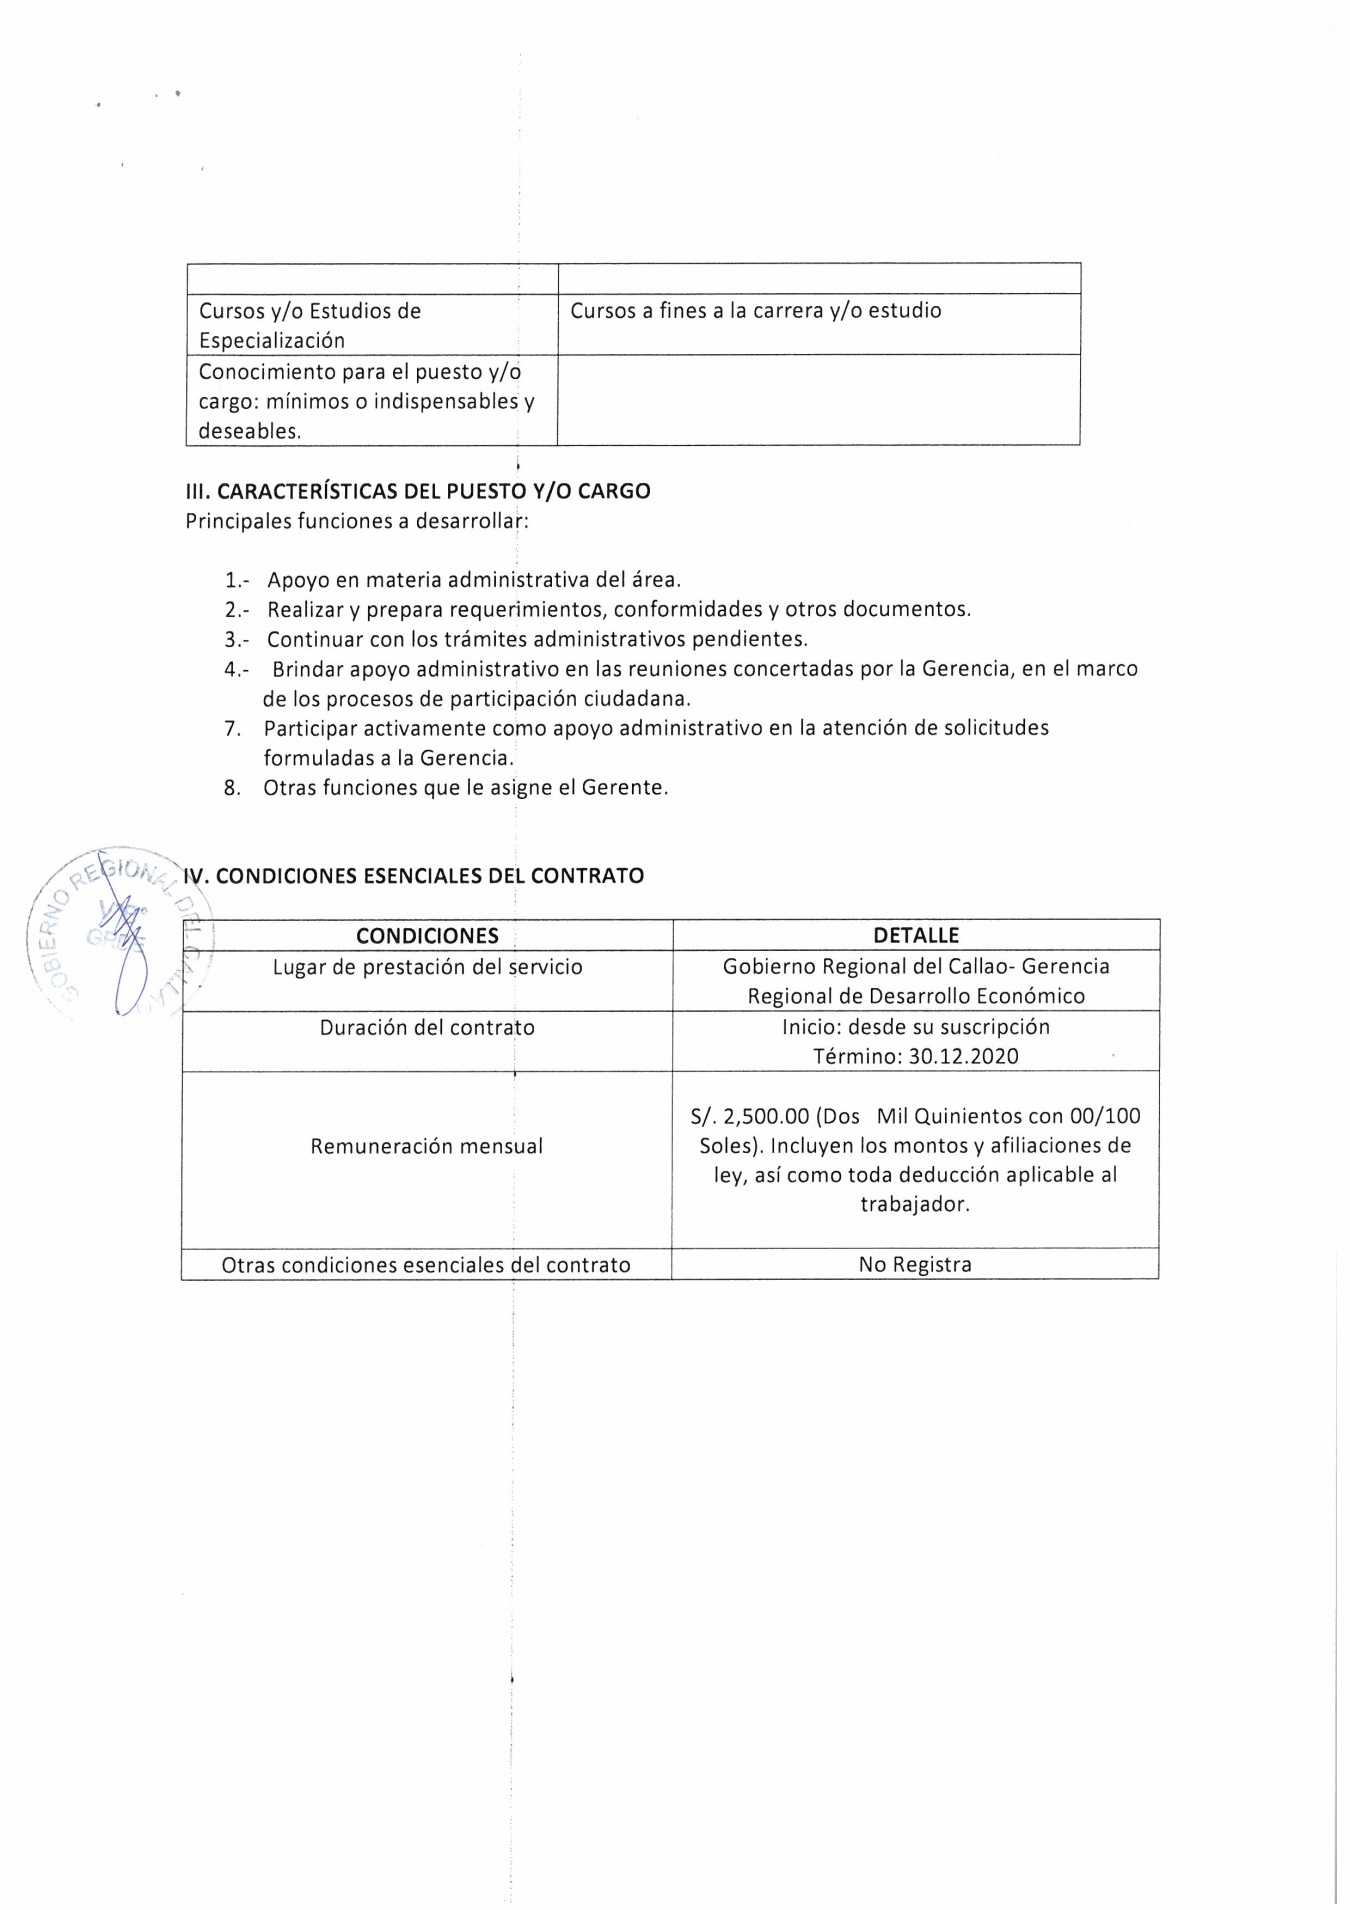 Cursos y/o Estudios de
Especialización
Cursos a fines a la carrera y/o estudio
Conocimiento para el puesto y/o
cargo: mínimos o indispensables y
deseables.
III. CARACTERÍSTICAS DEL PUESTO Y/O CARGO
Principales funciones a desarrollar:
1.- Apoyo en materia administrativa del área.
2.- Realizar y prepara requerimientos, conformidades y otros documentos.
3.- Continuar con los trámites administrativos pendientes.
4.- Brindar apoyo administrativo en las reuniones concertadas por la Gerencia, en el marco
de los procesos de participación ciudadana.
7. Participar activamente como apoyo administrativo en la atención de solicitudes
formuladas a la Gerencia.
8. Otras funciones que le asigne el Gerente.
GOBIERNO REGIONAL DEL CALLAO
IV. CONDICIONES ESENCIALES DEL CONTRATO
CONDICIONES
DETALLE
Lugar de prestación del servicio
Gobierno Regional del Callao- Gerencia
Regional de Desarrollo Económico
Duración del contrato
Inicio: desde su suscripción
Término: 30.12.2020
Remuneración mensual
S/. 2,500.00 (Dos Mil Quinientos con 00/100
Soles). Incluyen los montos y afiliaciones de
ley, así como toda deducción aplicable al
trabajador.
Otras condiciones esenciales del contrato
No Registra